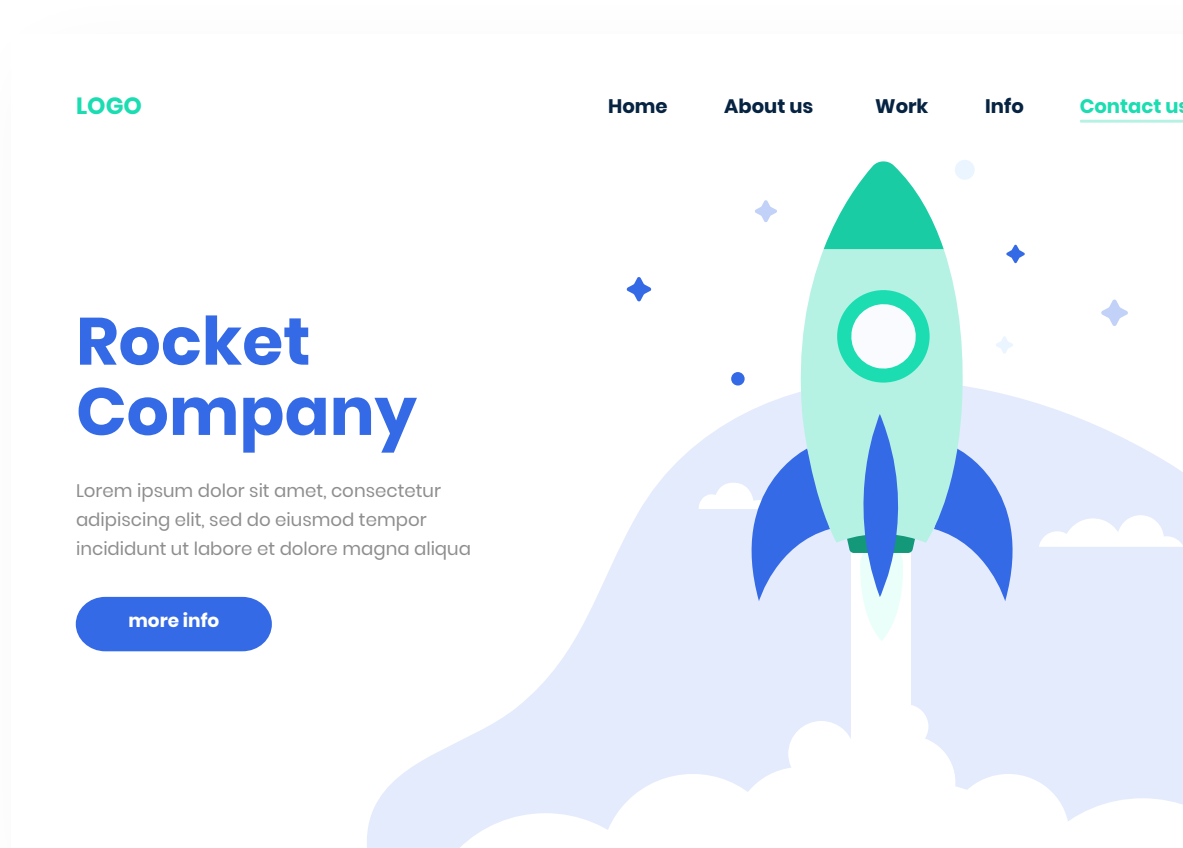 LOGO
Home About us Work Info Contact us
Rocket
Company
Lorem ipsum dolor sit amet, consectetur
adipiscing elit, sed do eiusmod tempor
incididunt ut labore et dolore magna aliqua
more info